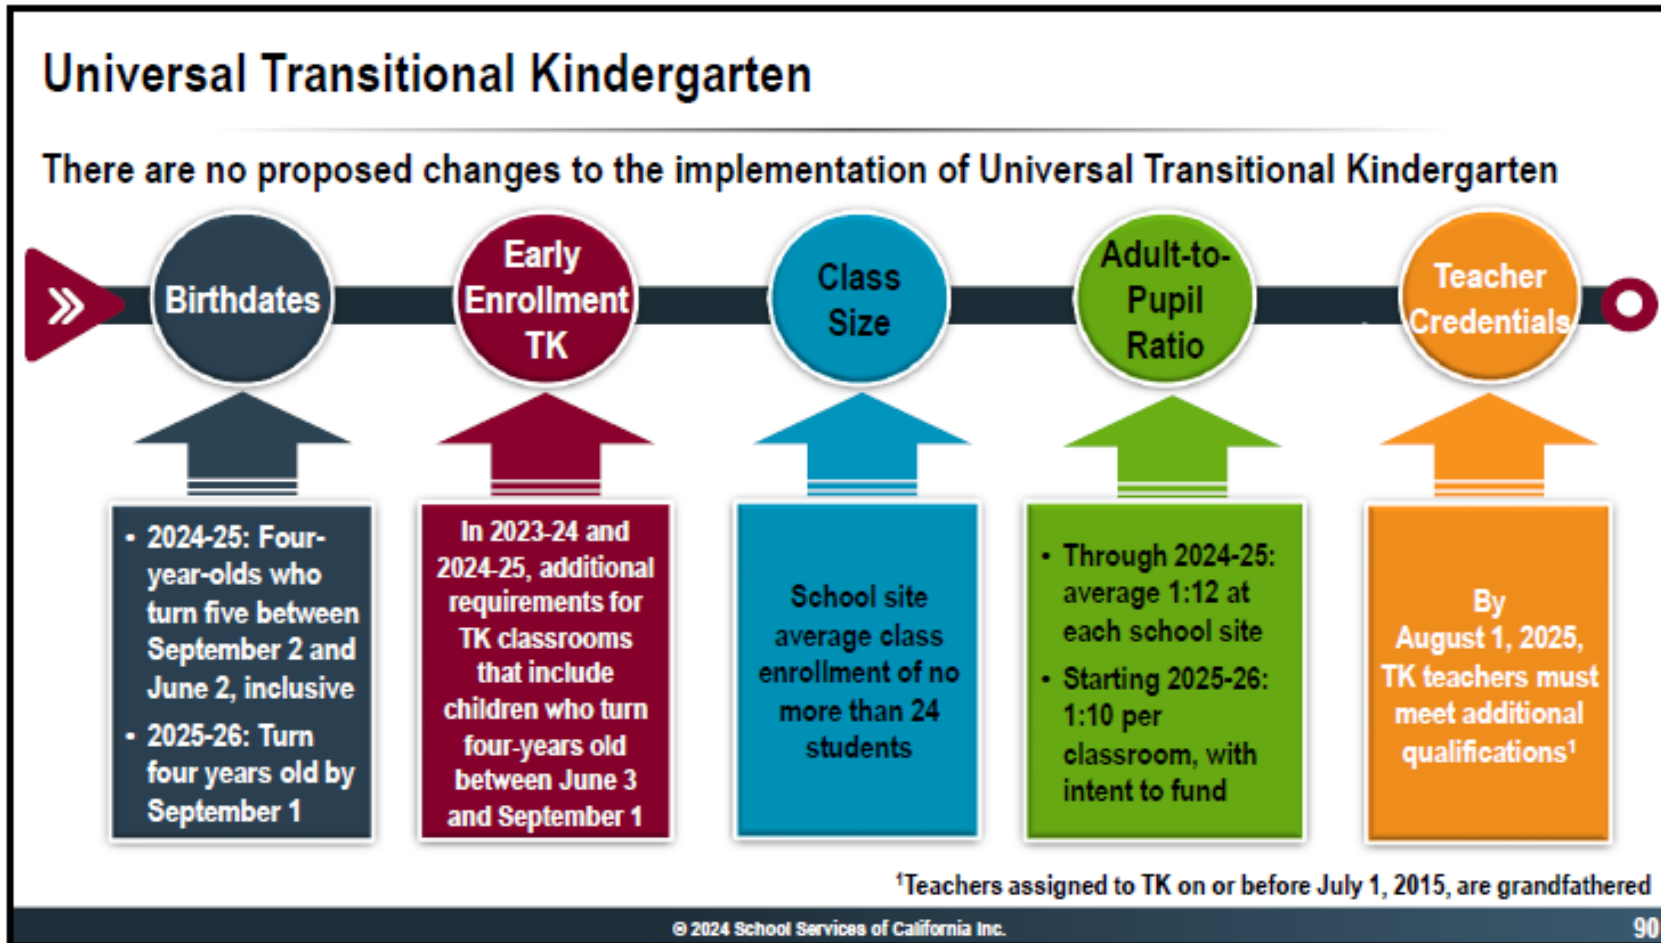 Universal Transitional Kindergarten
There are no proposed changes to the implementation of Universal Transitional Kindergarten
Birthdates
Early
Enrollment
TK
Class
Size
Adult-to-
Pupil
Ratio
Teacher
Credentials
• 2024-25: Four-
year-olds who
turn five between
September 2 and
June 2, inclusive
• 2025-26: Turn
four years old by
September 1
In 2023-24 and
2024-25, additional
requirements for
TK classrooms
that include
children who turn
four-years old
between June 3
and September 1
School site
average class
enrollment of no
more than 24
students
• Through 2024-25:
average 1:12 at
each school site
• Starting 2025-26:
1:10 per
classroom, with
intent to fund
By
August 1, 2025,
TK teachers must
meet additional
qualifications¹
¹Teachers assigned to TK on or before July 1, 2015, are grandfathered
© 2024 School Services of California Inc.
90